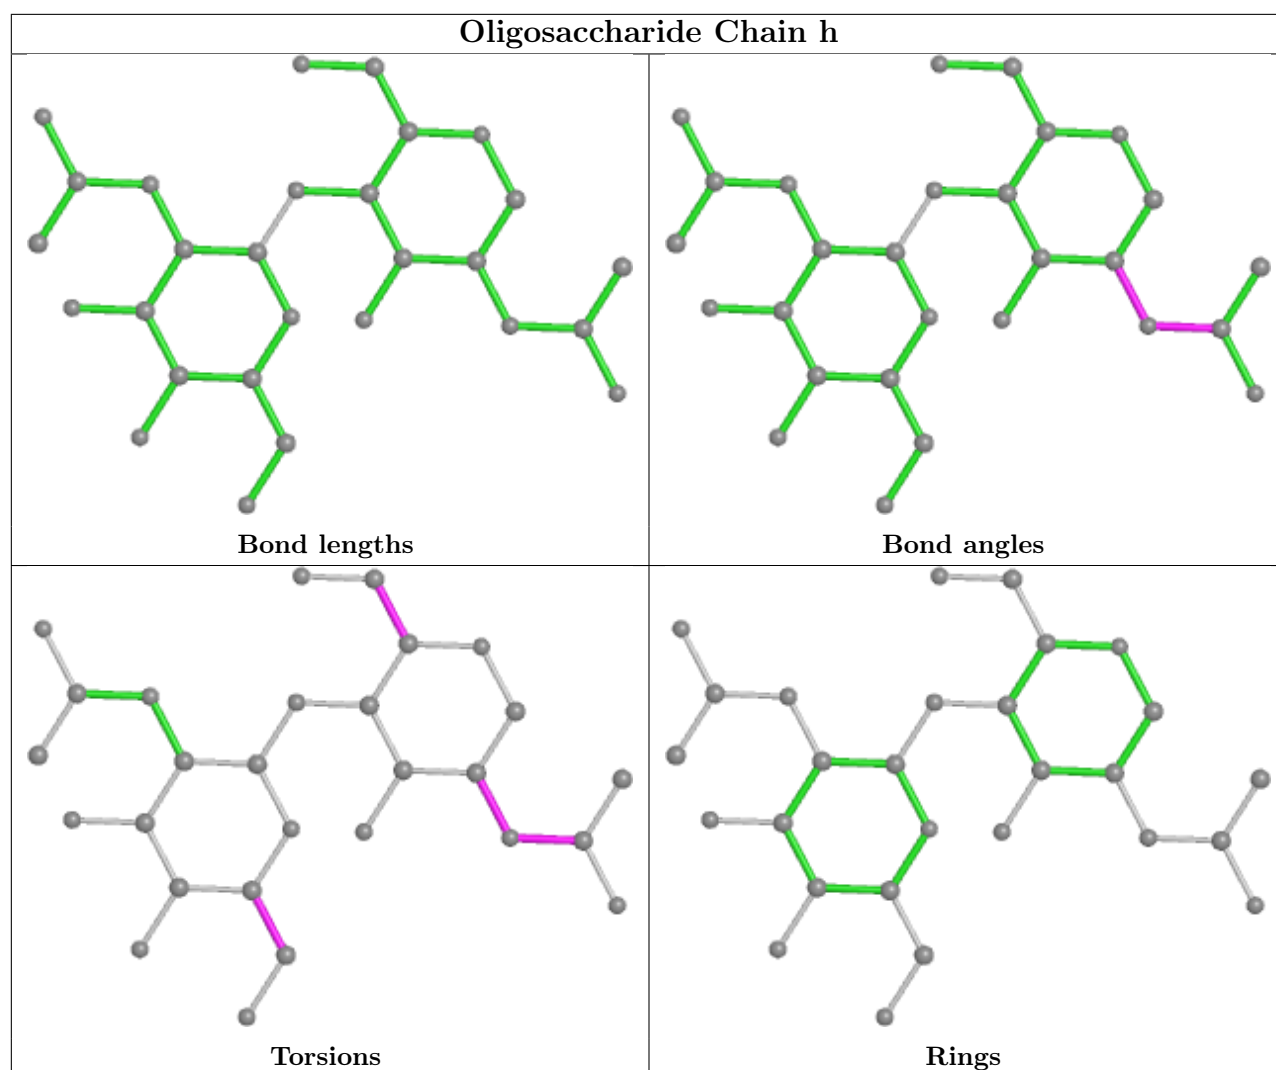 Oligosaccharide Chain h
Bond lengths
Bond angles
Torsions
Rings